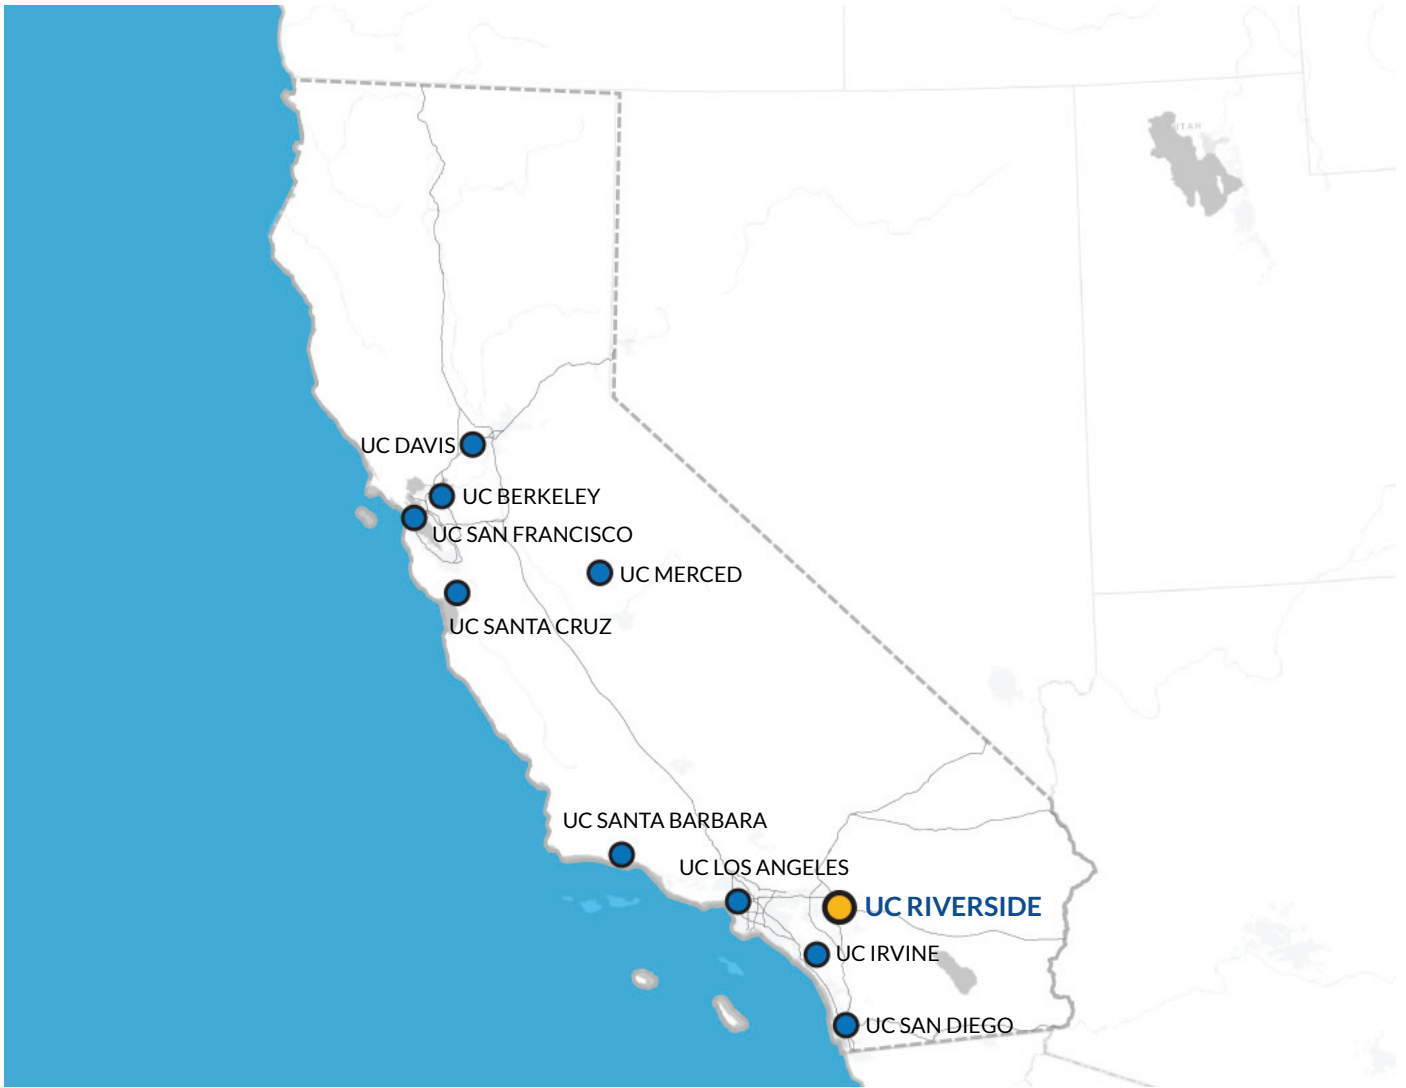 UTAH
UC DAVIS
UC BERKELEY
UC SAN FRANCISCO
UC MERCED
UC SANTA CRUZ
UC SANTA BARBARA
UC LOS ANGELES
UC RIVERSIDE
UC IRVINE
UC SAN DIEGO